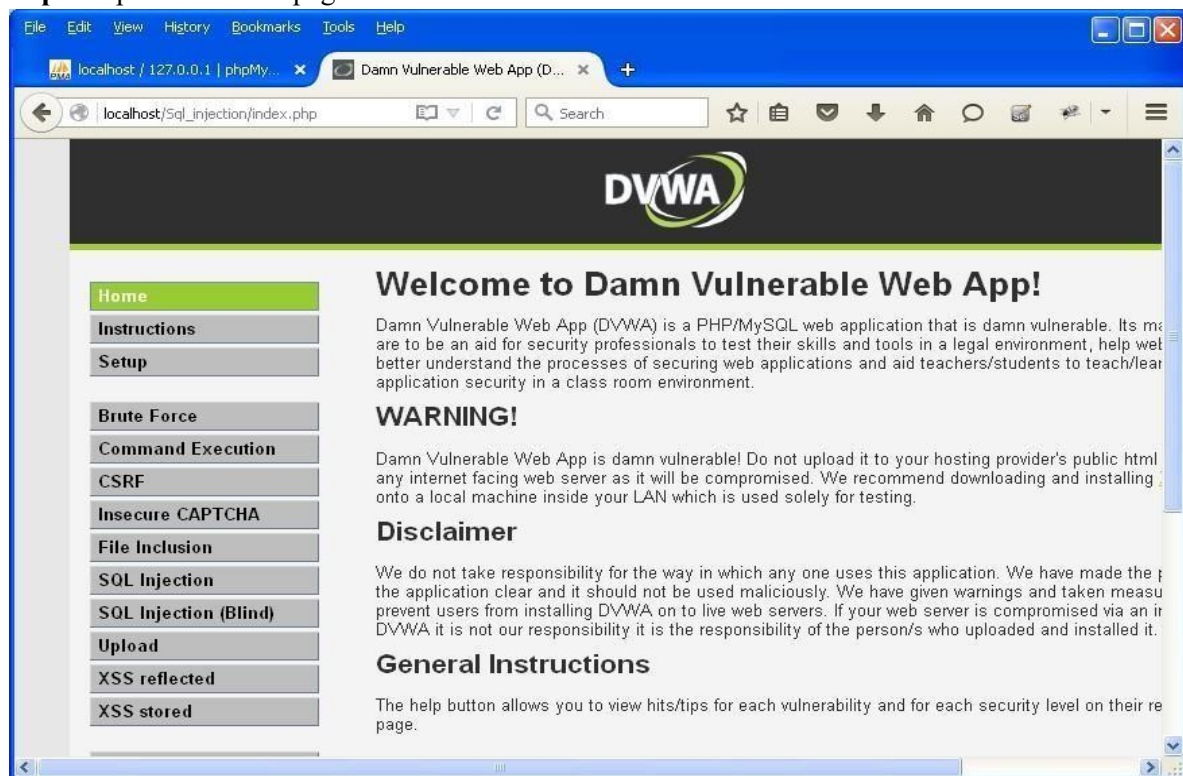 File Edit View History Bookmarks Tools Help
localhost / 127.0.0.1 | phpMy...
Damn Vulnerable Web App (D...
localhost/Sql_injection/index.php
Search
DVWA
Home
Instructions
Setup
Brute Force
Command Execution
CSRF
Insecure CAPTCHA
File Inclusion
SQL Injection
SQL Injection (Blind)
Upload
XSS reflected
XSS stored
Welcome to Damn Vulnerable Web App!
Damn Vulnerable Web App (DVWA) is a PHP/MySQL web application that is damn vulnerable. Its
are to be an aid for security professionals to test their skills and tools in a legal environment, help
better understand the processes of securing web applications and aid teachers/students to
application security in a class room environment.
WARNING!
Damn Vulnerable Web App is damn vulnerable! Do not upload it to your hosting provider's public html
any internet facing web server as it will be compromised. We recommend downloading and installing
onto a local machine inside your LAN which is used solely for testing.
Disclaimer
We do not take responsibility for the way in which any one uses this application. We have made the
the application clear and it should not be used maliciously. We have given warnings and taken
prevent users from installing DVWA on to live web servers. If your web server is compromised via an
DVWA it is not our responsibility it is the responsibility of the person/s who uploaded and installed it.
General Instructions
The help button allows you to view hits/tips for each vulnerability and for each security level on their
page.